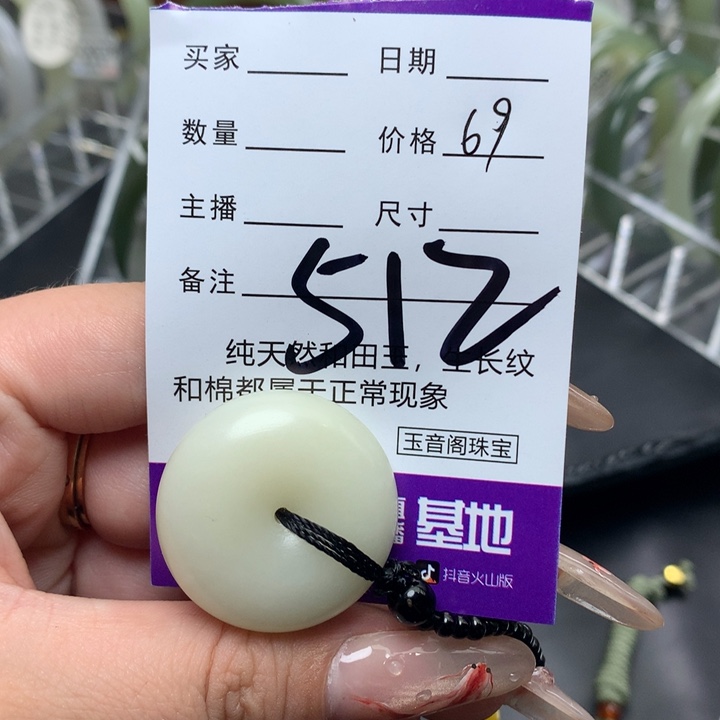 买家 日期
数量 价格 69
主播 尺寸
备注 512
纯天然和田玉，生长纹
和棉都属于正常现象
玉音阁珠宝
直播 基地
抖音火山版